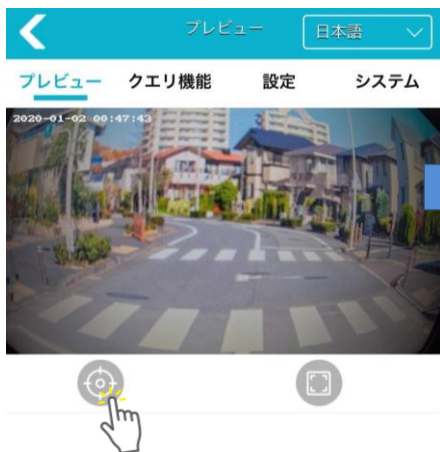 プレビュー
日本語
プレビュー クエリ機能 設定 システム
2020-01-02 00:47:43